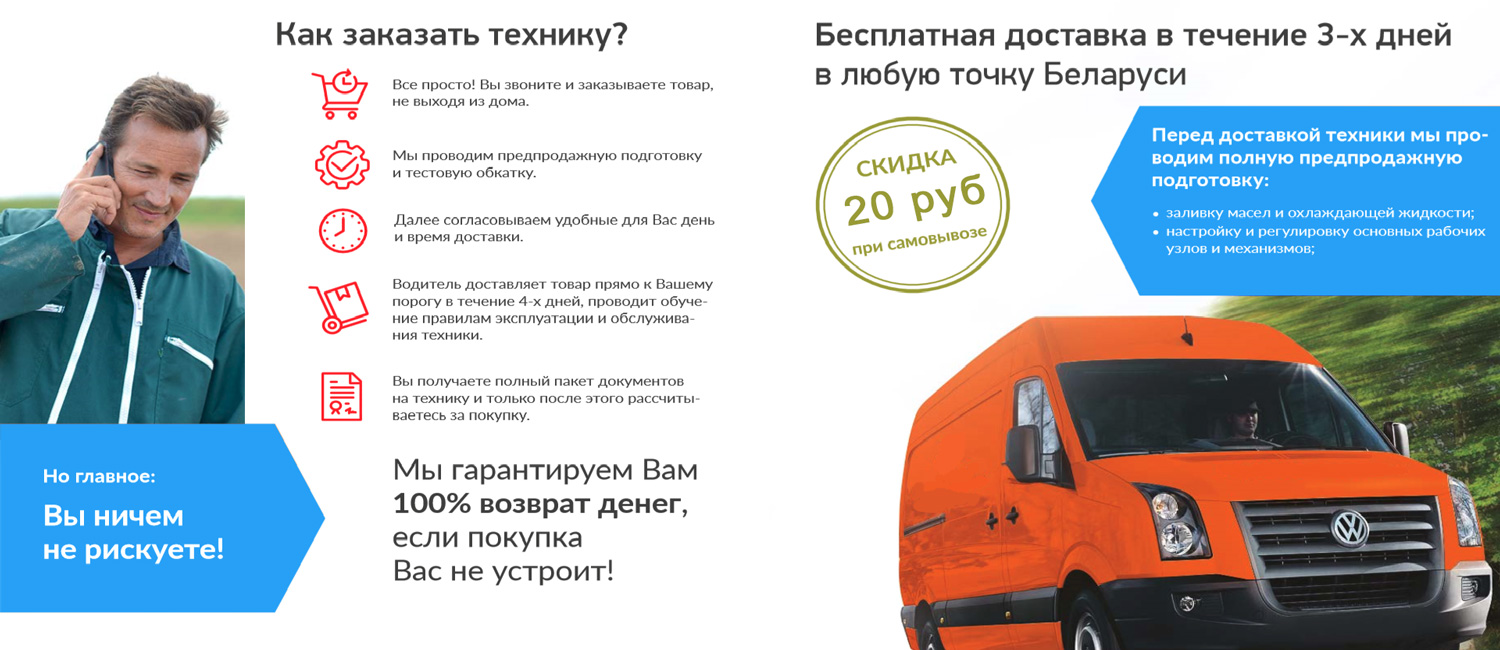 Как заказать технику?
Все просто! Вы звоните и заказываете товар,
не выходя из дома.
Мы проводим предпродажную подготовку
и тестовую обкатку.
Далее согласовываем удобные для Вас день
и время доставки.
Водитель доставляет товар прямо к Вашему
порогу в течение 4-х дней, проводит обуче-
ние правилам эксплуатации и обслужива-
ния техники.
Вы получаете полный пакет документов
на технику и только после этого рассчиты-
ваетесь за покупку.
Но главное:
Вы ничем
не рискуете!
Мы гарантируем Вам
100% возврат денег,
если покупка
Вас не устроит!
Бесплатная доставка в течение 3-х дней
в любую точку Беларуси
СКИДКА
20 руб
при самовывозе
Перед доставкой техники мы про-
водим полную предпродажную
подготовку:
• заливку масел и охлаждающей жидкости;
• настройку и регулировку основных рабочих
узлов и механизмов;